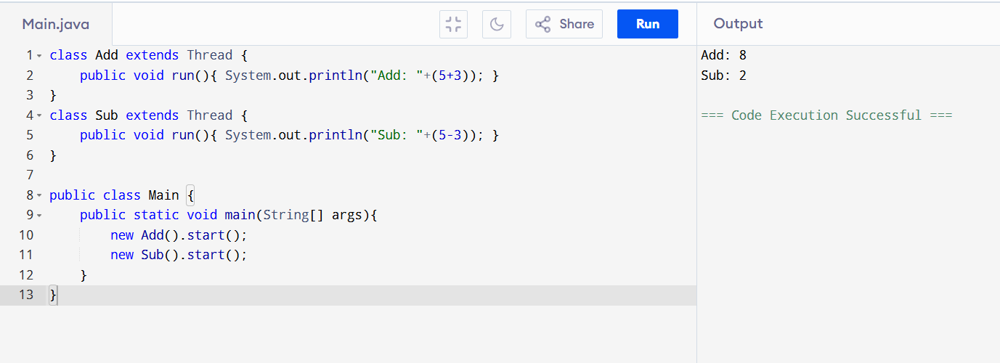 Main.java
Share
Run
Output
1 class Add extends Thread {
2     public void run(){ System.out.println("Add: "+(5+3)); }
3 }
4 class Sub extends Thread {
5     public void run(){ System.out.println("Sub: "+(5-3)); }
6 }
7
8 public class Main {
9     public static void main(String[] args){
10         new Add().start();
11         new Sub().start();
12     }
13 }
Add: 8
Sub: 2
=== Code Execution Successful ===